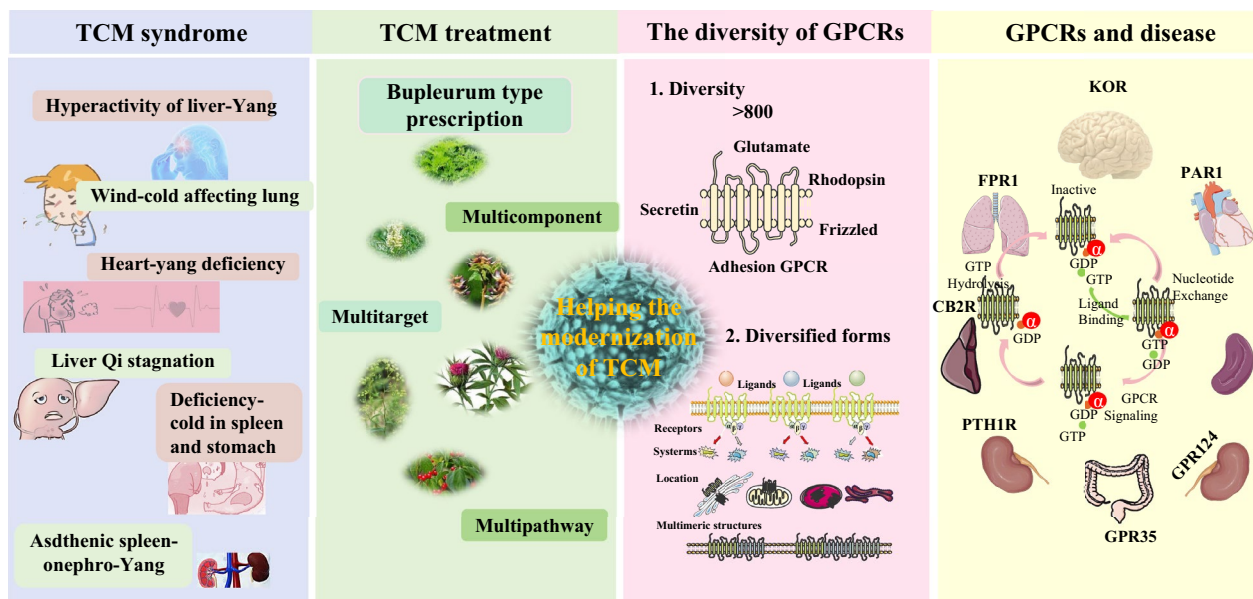 TCM syndrome
Hyperactivity of liver-Yang
Wind-cold affecting lung
Heart-yang deficiency
Liver Qi stagnation
Deficiency-
cold in spleen
and stomach
Asdthenic spleen-
onephro-Yang
TCM treatment
Bupleurum type
prescription
Multicomponent
Multitarget
Multipathway
Helping the
modernization
of TCM
The diversity of GPCRs
1. Diversity
>800
Glutamate
Rhodopsin
Secretin
Frizzled
Adhesion GPCR
2. Diversified forms
Ligands
Ligands
Receptors
α β γ
α β γ
α β γ
Systerms
Location
Multimeric structures
GPCRs and disease
KOR
FPR1
PAR1
Inactive
α
GDP
GTP
GTP
Hydrolysis
Nucleotide
Exchange
Ligand
Binding
CB2R
α
GDP
α
GTP
GDP
α
GDP
GTP
GPCR
Signaling
PTH1R
GPR124
GPR35